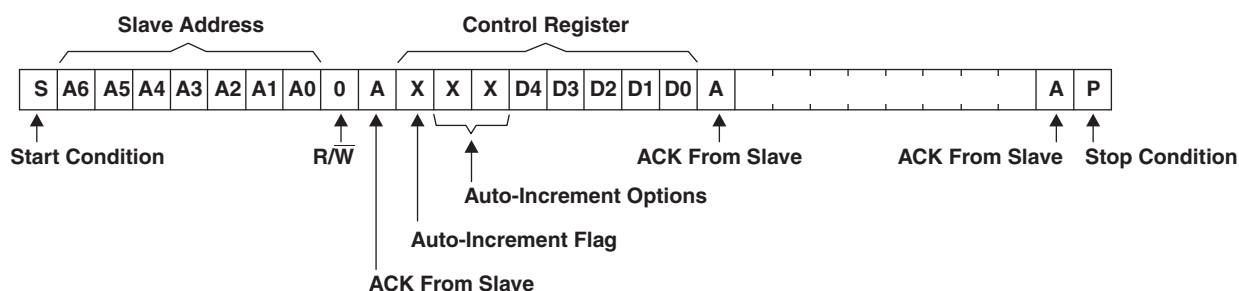 Slave Address Control Register
S A6 A5 A4 A3 A2 A1 A0 0 A X X X D4 D3 D2 D1 D0 A A P
Start Condition R/W̅ ACK From Slave ACK From Slave Stop Condition
Auto-Increment Options
Auto-Increment Flag
ACK From Slave